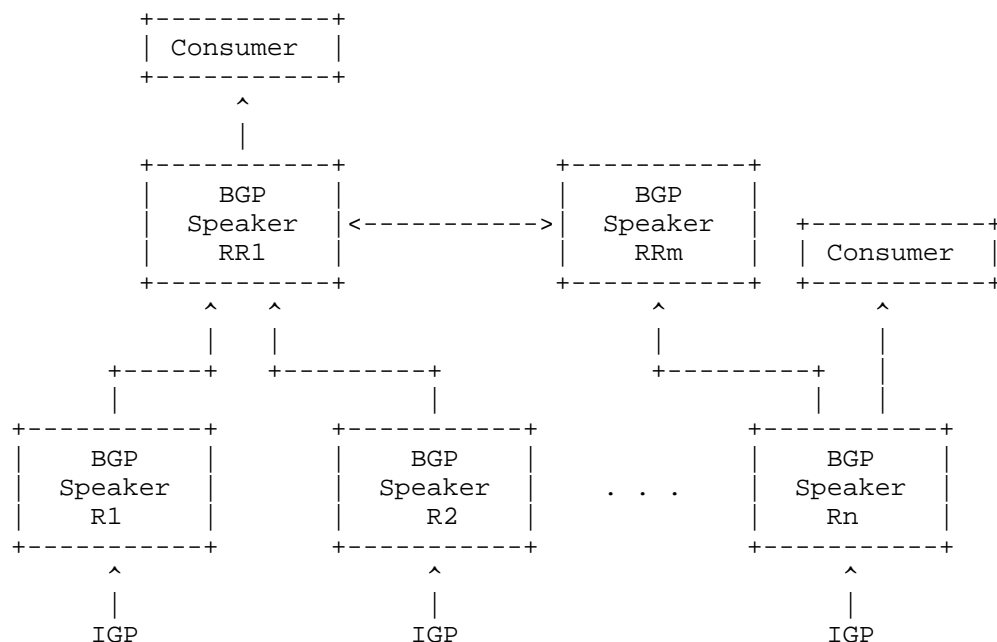 Consumer
BGP BGP
Speaker Speaker
RR1 RRm Consumer
BGP BGP BGP
Speaker Speaker . . . Speaker
R1 R2 Rn
IGP IGP IGP